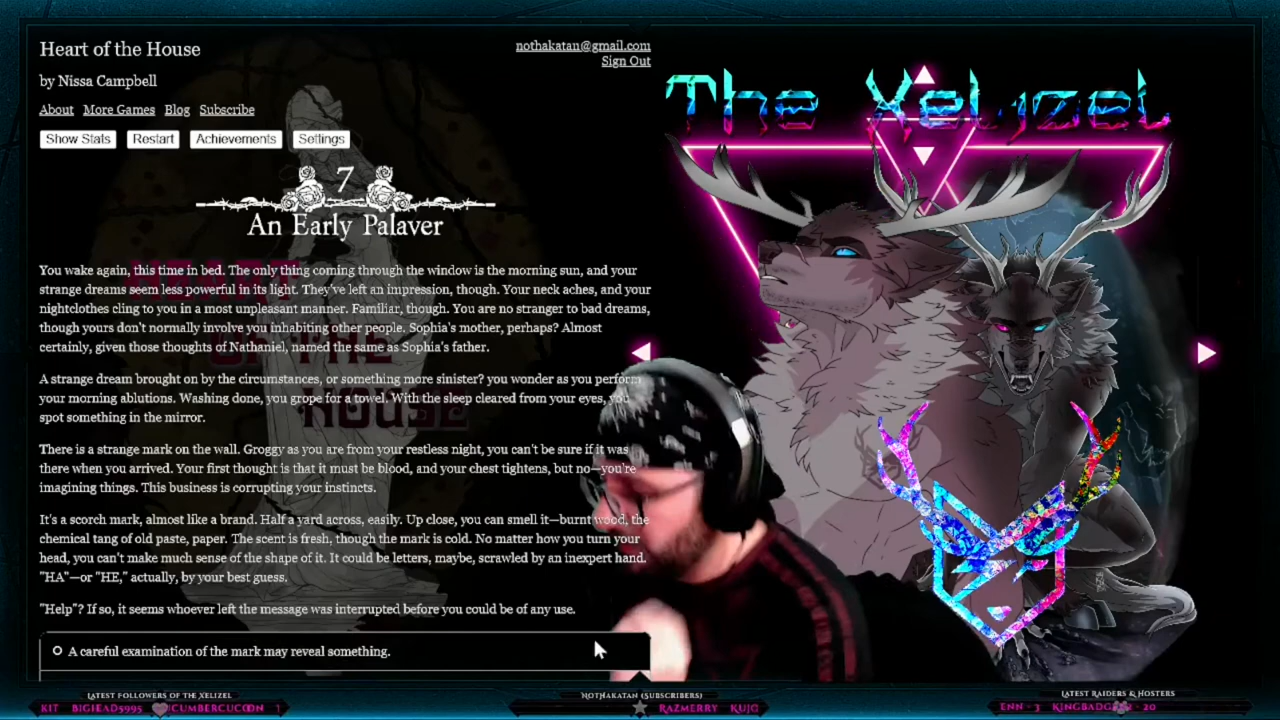 Heart of the House
nothakatan@gmail.com
Sign Out
by Nissa Campbell
About More Games Blog Subscribe
Show Stats Restart Achievements Settings
7
An Early Palaver
You wake again, this time in bed. The only thing coming through the window is the morning sun, and your
strange dreams seem less powerful in its light. They've left an impression, though. Your neck aches, and your
nightclothes cling to you in a most unpleasant manner. Familiar, though. You are no stranger to bad dreams,
though yours don't normally involve you inhabiting other people. Sophia's mother, perhaps? Almost
certainly, given those thoughts of Nathaniel, named the same as Sophia's father.
A strange dream brought on by the circumstances, or something more sinister? you wonder as you perform
your morning ablutions. Washing done, you grope for a towel. With the sleep cleared from your eyes, you
spot something in the mirror.
There is a strange mark on the wall. Groggy as you are from your restless night, you can't be sure if it was
there when you arrived. Your first thought is that it must be blood, and your chest tightens, but no—you're
imagining things. This business is corrupting your instincts.
It's a scorch mark, almost like a brand. Half a yard across, easily. Up close, you can smell it—burnt wood, the
chemical tang of old paste, paper. The scent is fresh, though the mark is cold. No matter how you turn your
head, you can't make much sense of the shape of it. It could be letters, maybe, scrawled by an inexpert hand.
"HA"—or "HE," actually, by your best guess.
"Help"? If so, it seems whoever left the message was interrupted before you could be of any use.
A careful examination of the mark may reveal something.
HEART
OF THE
HOUSE
The Xelizel
Latest Followers of The Xelizel
KIT BIGHEAD5995 CUMBERCUCOON
NotHakatan (Subscribers)
RAZMERRY KUJO
Latest Raiders & Hosters
ENN - 3 - 20